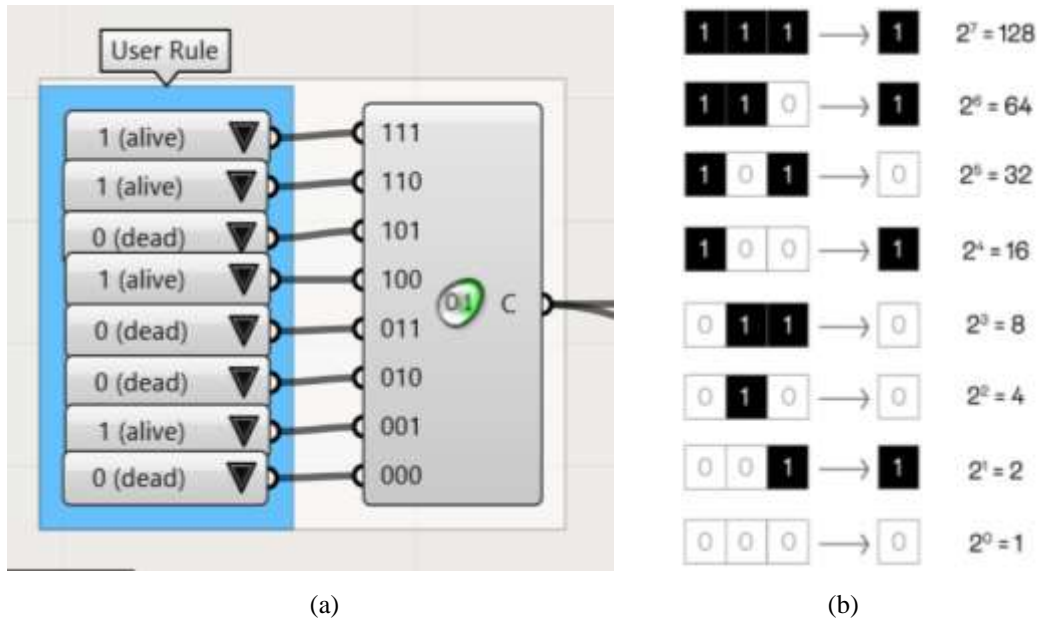 User Rule
1 (alive) 111
1 (alive) 110
0 (dead) 101
1 (alive) 100
0 (dead) 011
0 (dead) 010
1 (alive) 001
0 (dead) 000
01 C
(a)
1 1 1 → 1 2⁷ = 128
1 1 0 → 1 2⁶ = 64
1 0 1 → 0 2⁵ = 32
1 0 0 → 1 2⁴ = 16
0 1 1 → 0 2³ = 8
0 1 0 → 0 2² = 4
0 0 1 → 1 2¹ = 2
0 0 0 → 0 2⁰ = 1
(b)